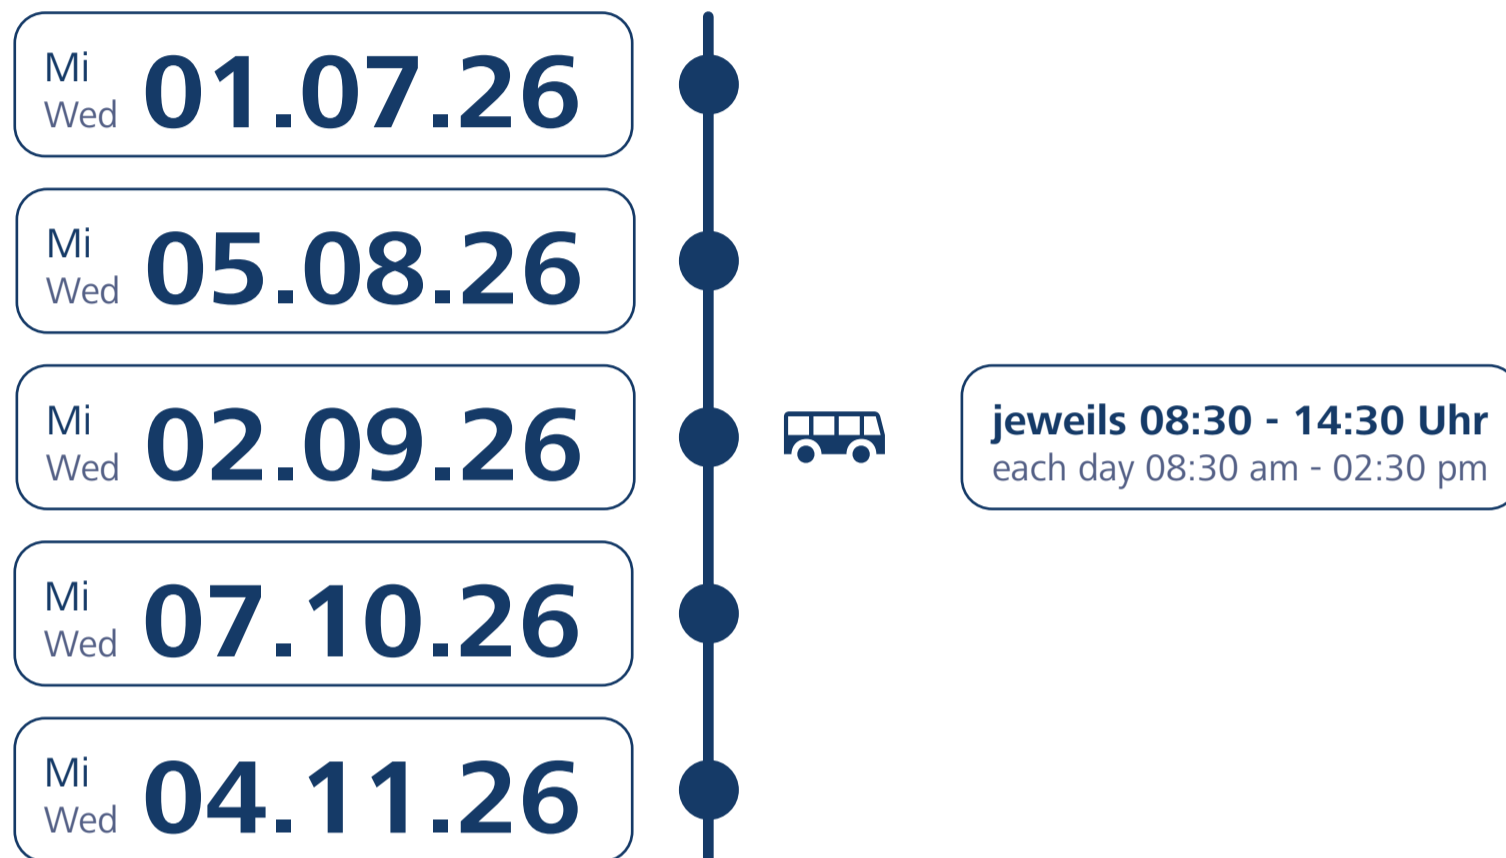 Mi
Wed
01.07.26
Mi
Wed
05.08.26
Mi
Wed
02.09.26
jeweils 08:30 - 14:30 Uhr
each day 08:30 am - 02:30 pm
Mi
Wed
07.10.26
Mi
Wed
04.11.26